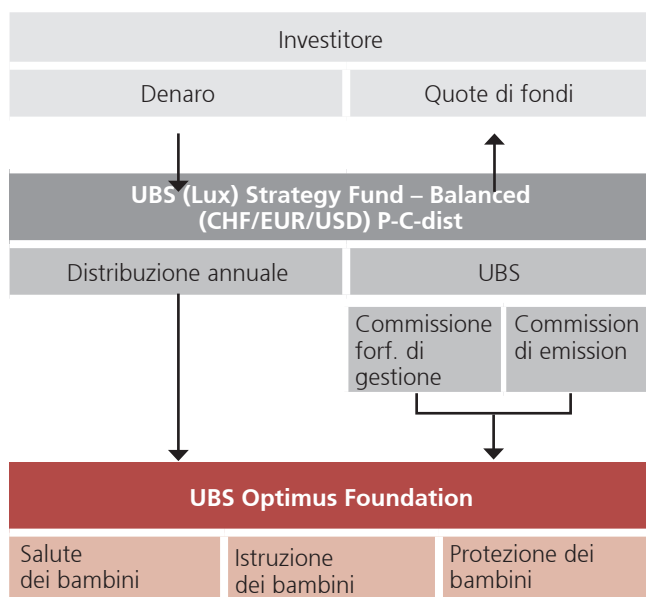 Investitore
Denaro
Quote di fondi
UBS (Lux) Strategy Fund – Balanced
(CHF/EUR/USD) P-C-dist
Distribuzione annuale
UBS
Commissione
forf. di
gestione
Commission
di emission
UBS Optimus Foundation
Salute
dei bambini
Istruzione
dei bambini
Protezione dei
bambini